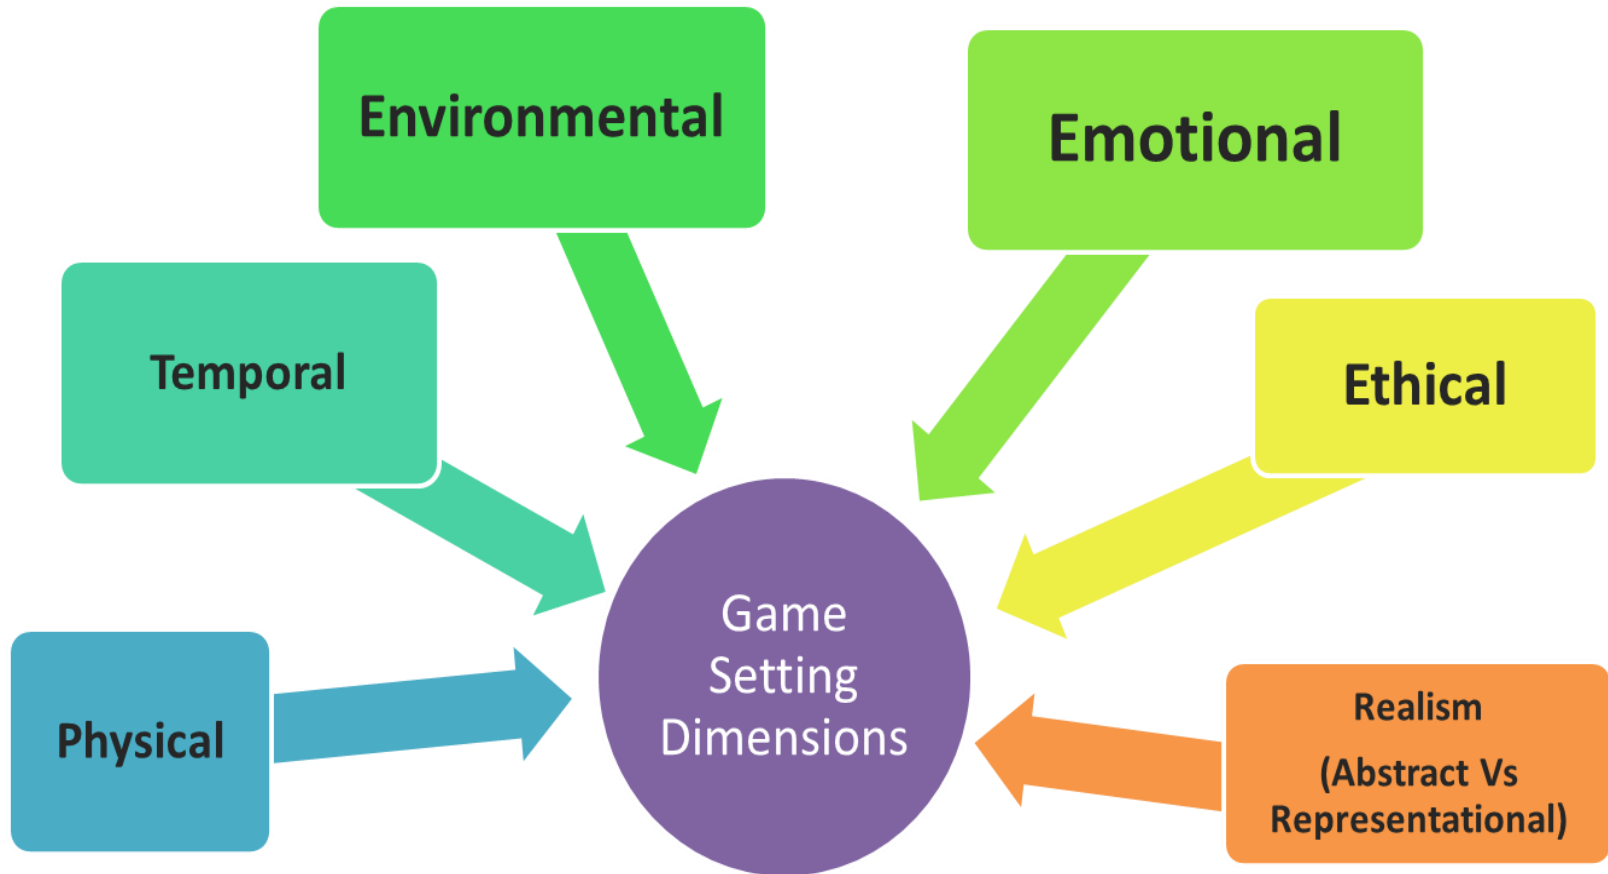 Environmental
Emotional
Temporal
Ethical
Physical
Game
Setting
Dimensions
Realism
(Abstract Vs
Representational)